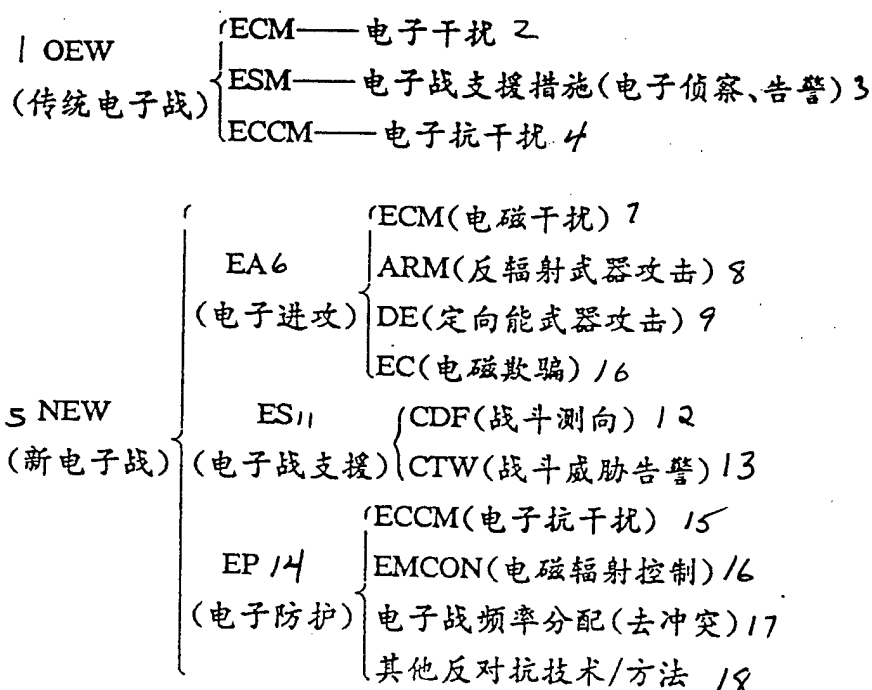 ECM——电子干扰 2
1 OEW
ESM——电子战支援措施(电子侦察、告警) 3
(传统电子战)
ECCM——电子抗干扰 4
ECM(电磁干扰) 7
EA 6
ARM(反辐射武器攻击) 8
(电子进攻)
DE(定向能武器攻击) 9
EC(电磁欺骗) 16
5 NEW
ES 11
CDF(战斗测向) 12
(新电子战)
(电子战支援)
CTW(战斗威胁告警) 13
ECCM(电子抗干扰) 15
EP 14
EMCON(电磁辐射控制) 16
(电子防护)
电子战频率分配(去冲突) 17
其他反对抗技术/方法 18